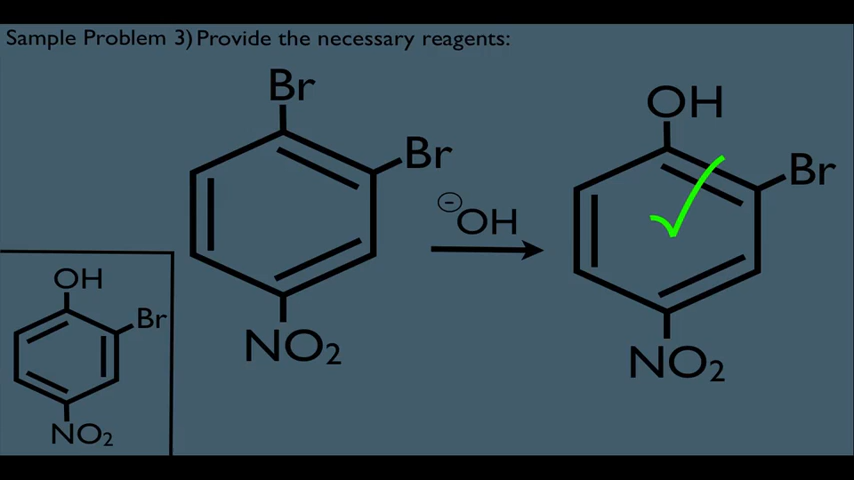 Sample Problem 3) Provide the necessary reagents:
Br
Br
NO₂
⊖OH
OH
Br
NO₂
OH
Br
NO₂